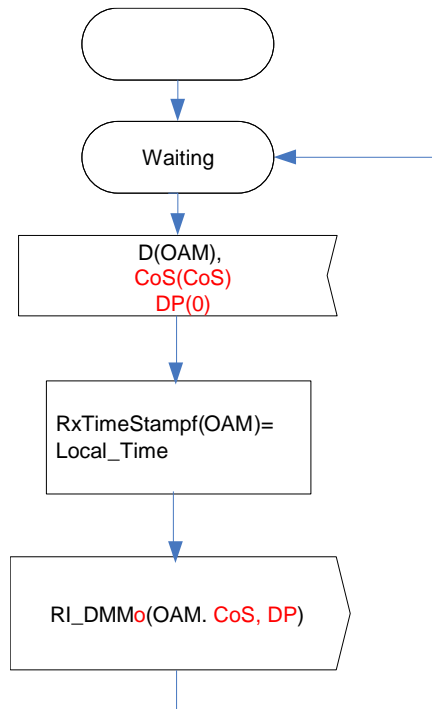 Waiting
D(OAM),
CoS(CoS)
DP(0)
RxTimeStampf(OAM)=
Local_Time
RI_DMMo(OAM. CoS, DP)